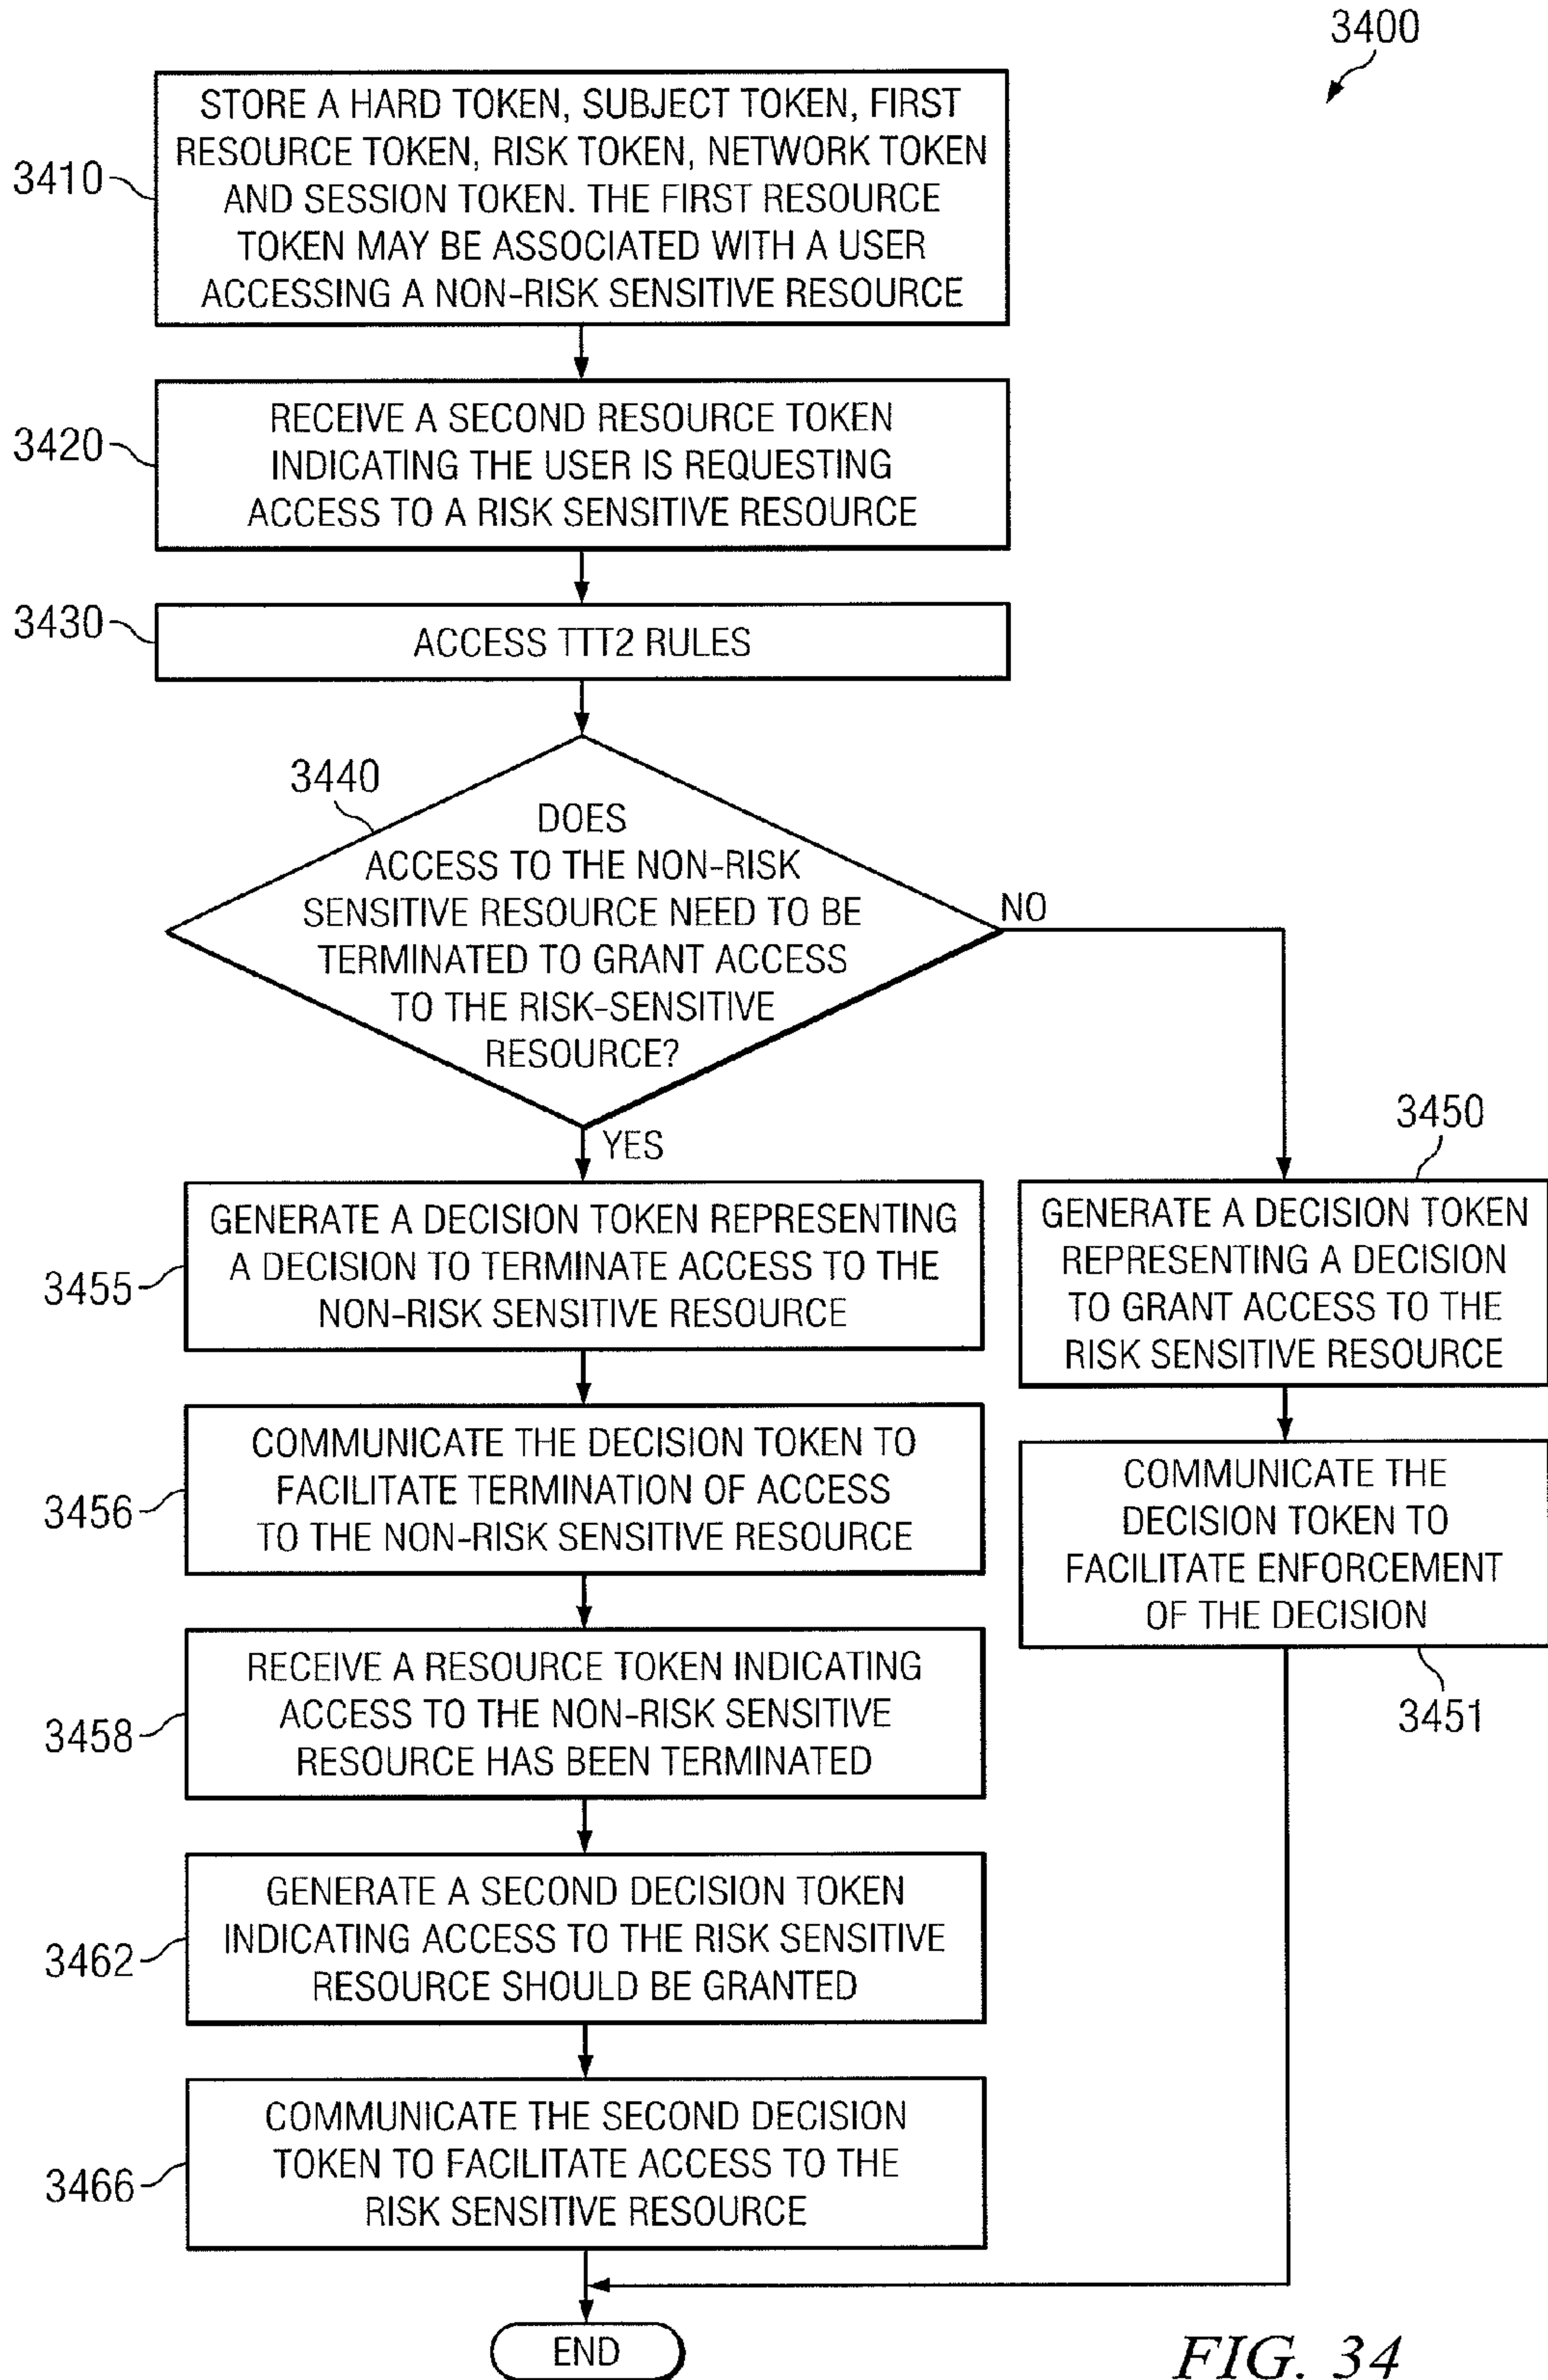 3400
3410
STORE A HARD TOKEN, SUBJECT TOKEN, FIRST
RESOURCE TOKEN, RISK TOKEN, NETWORK TOKEN
AND SESSION TOKEN. THE FIRST RESOURCE
TOKEN MAY BE ASSOCIATED WITH A USER
ACCESSING A NON-RISK SENSITIVE RESOURCE
3420
RECEIVE A SECOND RESOURCE TOKEN
INDICATING THE USER IS REQUESTING
ACCESS TO A RISK SENSITIVE RESOURCE
3430
ACCESS TTT2 RULES
3440
DOES
ACCESS TO THE NON-RISK
SENSITIVE RESOURCE NEED TO BE
TERMINATED TO GRANT ACCESS
TO THE RISK-SENSITIVE
RESOURCE?
NO
YES
3450
GENERATE A DECISION TOKEN
REPRESENTING A DECISION
TO GRANT ACCESS TO THE
RISK SENSITIVE RESOURCE
COMMUNICATE THE
DECISION TOKEN TO
FACILITATE ENFORCEMENT
OF THE DECISION
3451
3455
GENERATE A DECISION TOKEN REPRESENTING
A DECISION TO TERMINATE ACCESS TO THE
NON-RISK SENSITIVE RESOURCE
3456
COMMUNICATE THE DECISION TOKEN TO
FACILITATE TERMINATION OF ACCESS
TO THE NON-RISK SENSITIVE RESOURCE
3458
RECEIVE A RESOURCE TOKEN INDICATING
ACCESS TO THE NON-RISK SENSITIVE
RESOURCE HAS BEEN TERMINATED
3462
GENERATE A SECOND DECISION TOKEN
INDICATING ACCESS TO THE RISK SENSITIVE
RESOURCE SHOULD BE GRANTED
3466
COMMUNICATE THE SECOND DECISION
TOKEN TO FACILITATE ACCESS TO THE
RISK SENSITIVE RESOURCE
END
FIG. 34